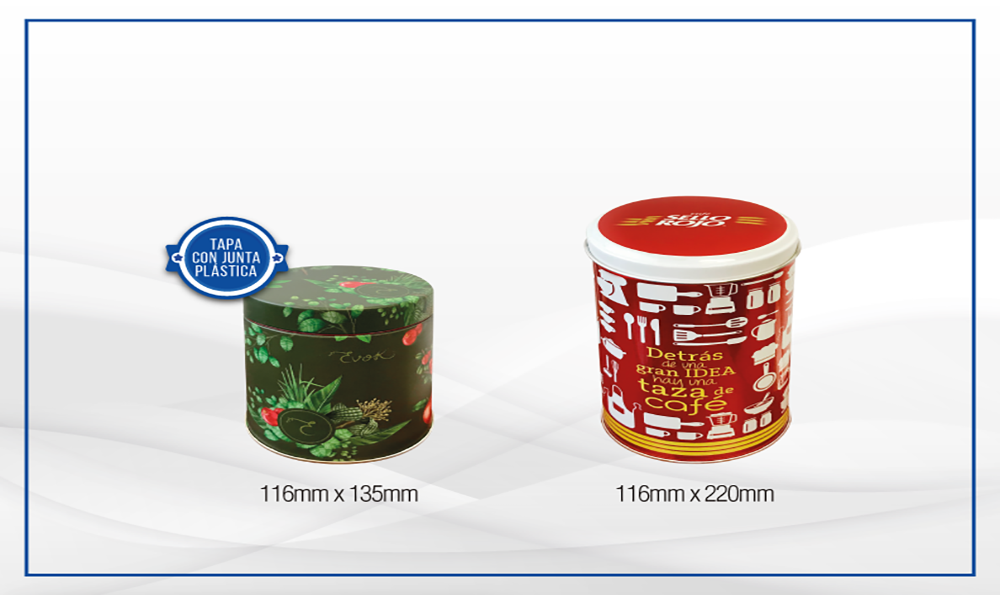 TAPA
CON JUNTA
PLÁSTICA
Evok
E
116mm x 135mm
café
SELLO
ROJO
Detrás
de una
gran IDEA
hay una
taza de
café
116mm x 220mm